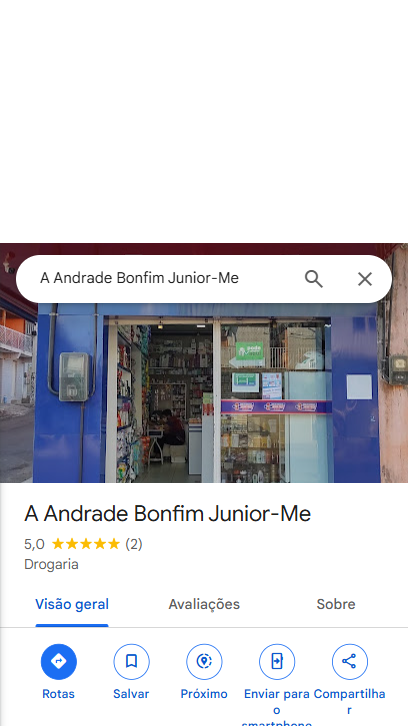 A Andrade Bonfim Junior-Me
A Andrade Bonfim Junior-Me
5,0 (2)
Drogaria
Visão geral Avaliações Sobre
Rotas Salvar Próximo Enviar para o smartphone Compartilhar